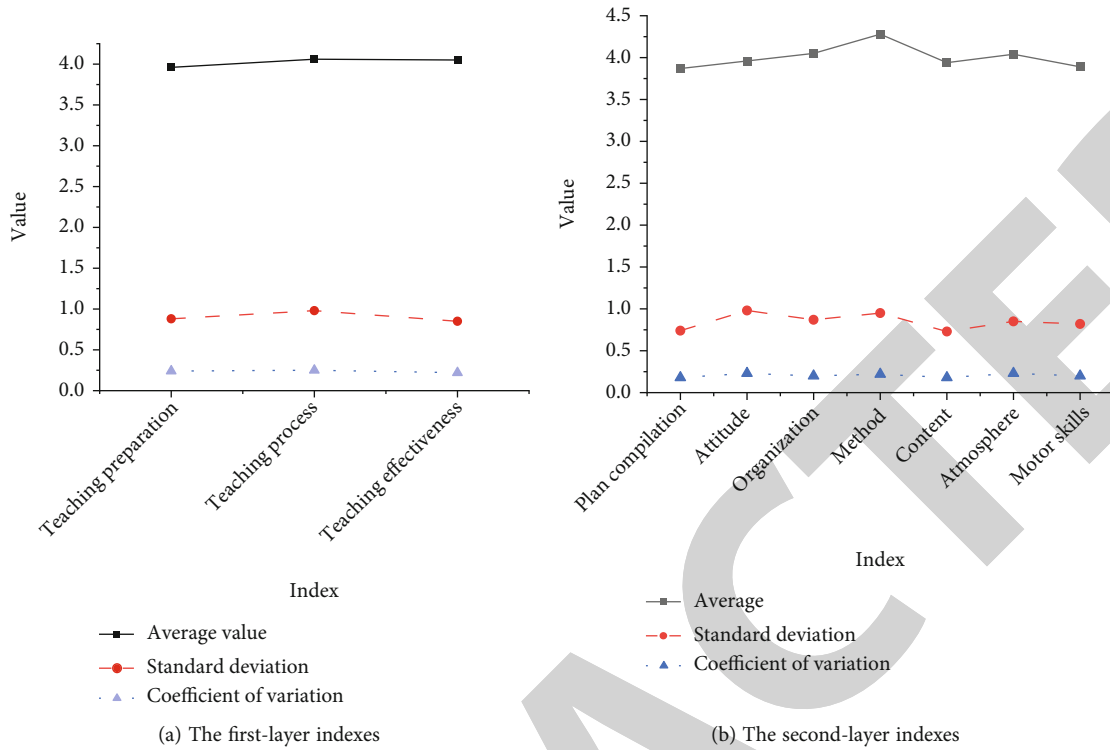 4.0
3.5
3.0
2.5
2.0
1.5
1.0
0.5
0.0
Value
Teaching preparation
Teaching process
Teaching effectiveness
Index
Average value
Standard deviation
Coefficient of variation
(a) The first-layer indexes
4.5
4.0
3.5
3.0
2.5
2.0
1.5
1.0
0.5
0.0
Value
Plan compilation
Attitude
Organization
Method
Content
Atmosphere
Motor skills
Index
Average
Standard deviation
Coefficient of variation
(b) The second-layer indexes
ACTE